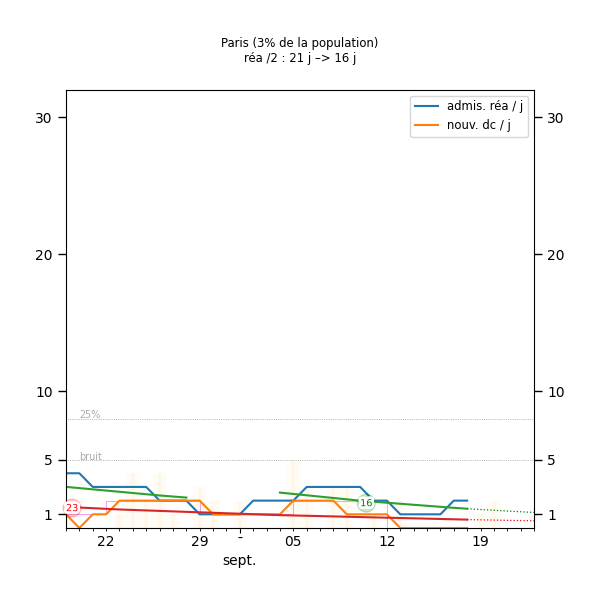 Paris (3% de la population)
réa /2 : 21 j –> 16 j
admis. réa / j
nouv. dc / j
30 30
20 20
10 10
25%
bruit
5 5
23 16
1 1
22 29 - 05 12 19
sept.